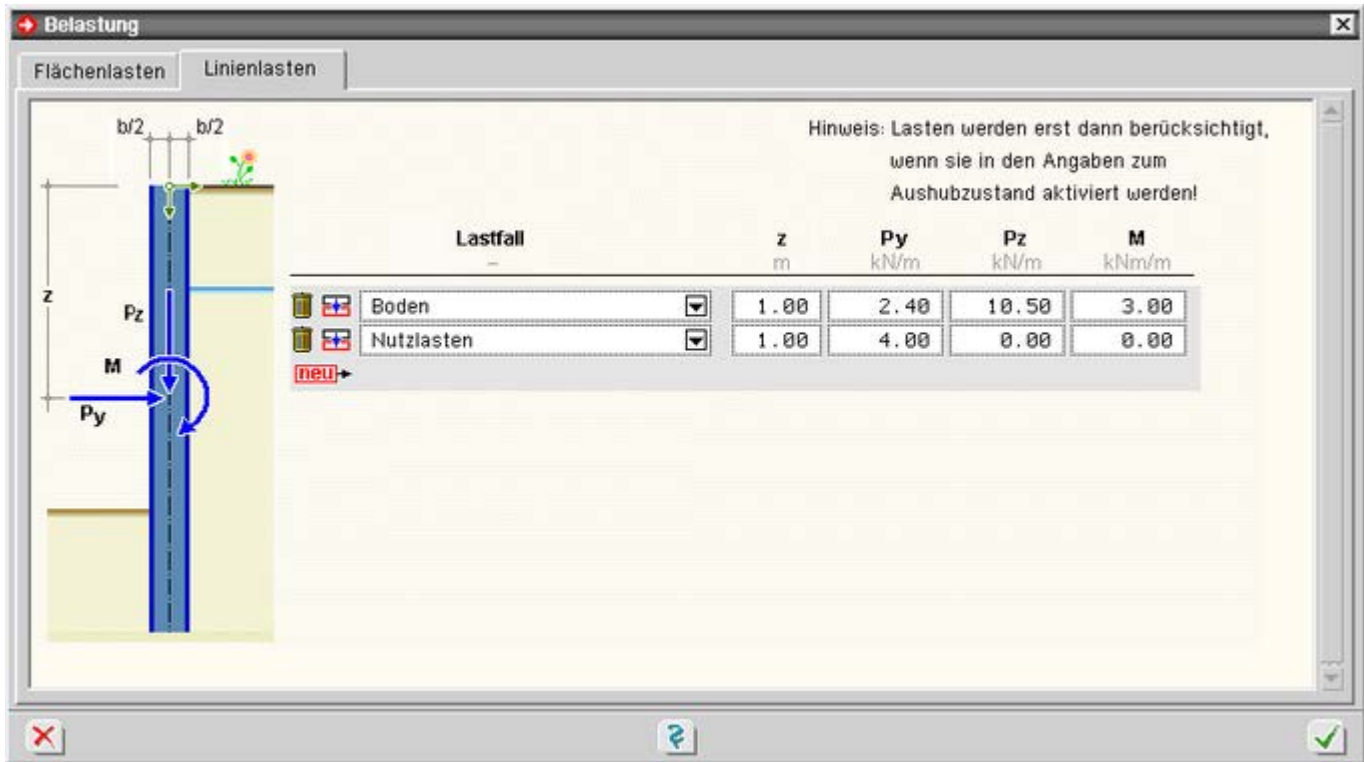 Belastung
Flächenlasten
Linienlasten
b/2 b/2
Hinweis: Lasten werden erst dann berücksichtigt,
wenn sie in den Angaben zum
Aushubzustand aktiviert werden!
Lastfall z Py Pz M
– m kN/m kN/m kNm/m
z
Pz
M
Py
Boden 1.00 2.40 10.50 3.00
Nutzlasten 1.00 4.00 0.00 0.00
neu